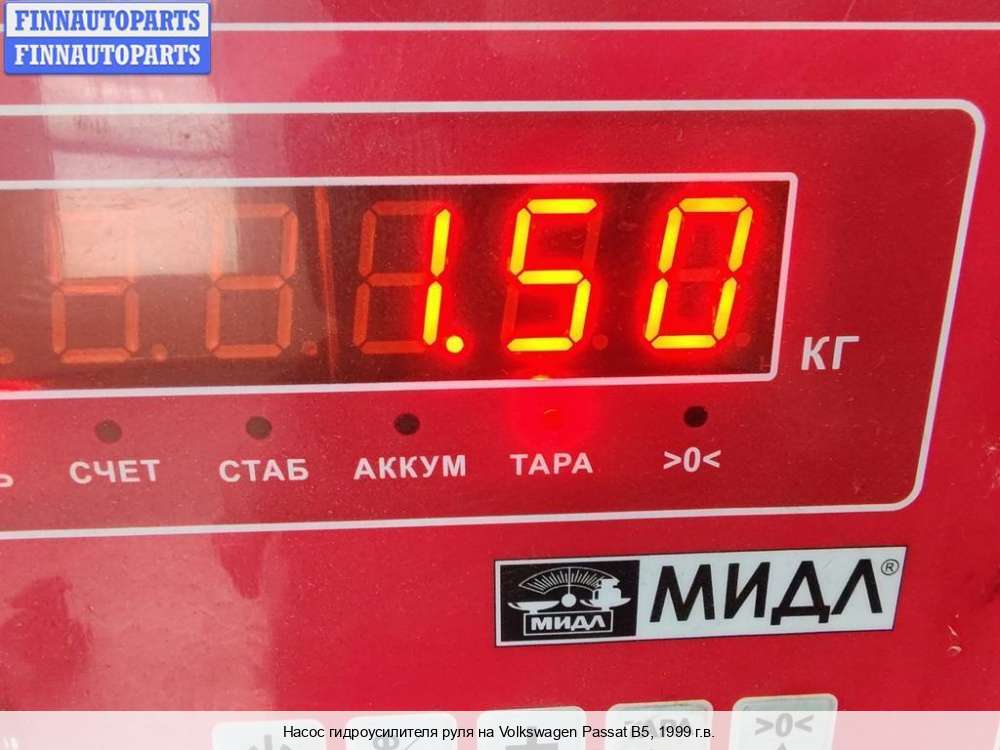 FINNAUTOPARTS
FINNAUTOPARTS
1.50
КГ
СЧЕТ СТАБ АККУМ ТАРА >0<
МИДЛ МИДЛ®
ТАРА >0<
Насос гидроусилителя руля на Volkswagen Passat B5, 1999 г.в.